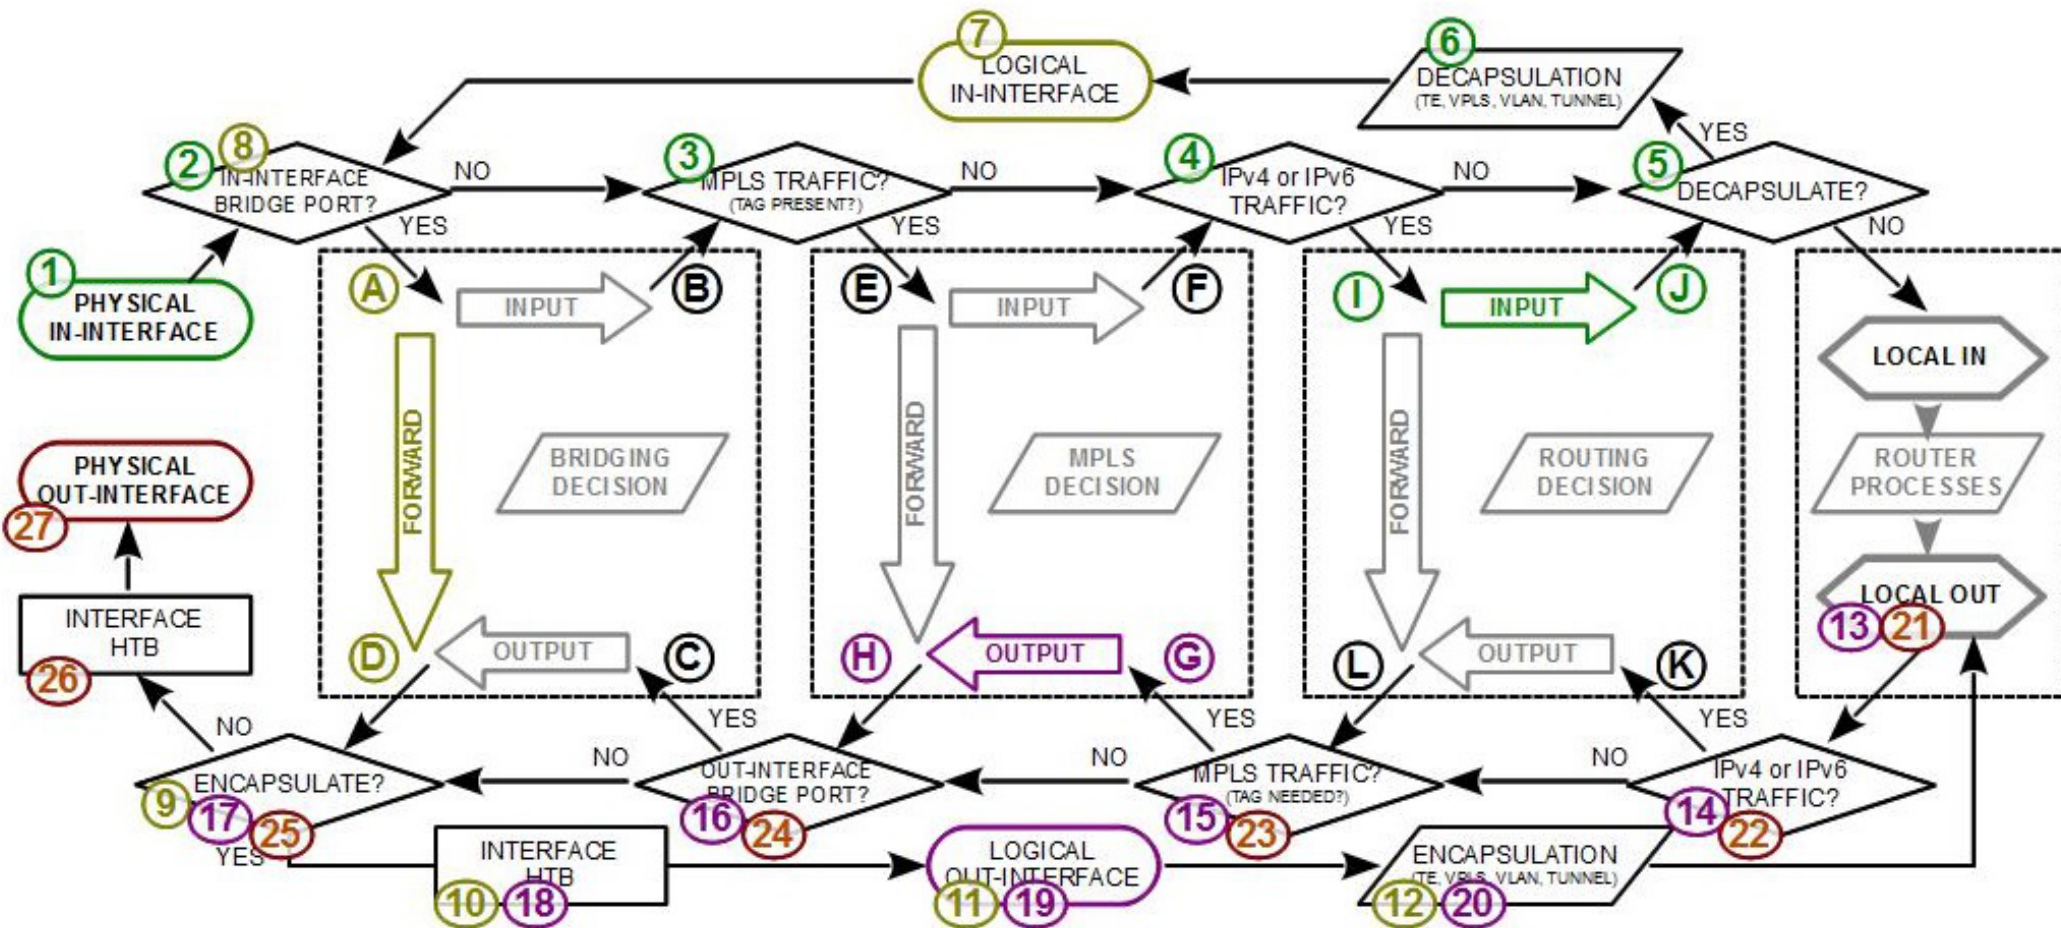 7
LOGICAL
IN-INTERFACE
6
DECAPSULATION
(TE, VPLS, VLAN, TUNNEL)
YES
2
8
IN-INTERFACE
BRIDGE PORT?
NO
YES
3
MPLS TRAFFIC?
(TAG PRESENT?)
NO
YES
4
IPv4 or IPv6
TRAFFIC?
NO
YES
5
DECAPSULATE?
NO
1
PHYSICAL
IN-INTERFACE
A
INPUT
B
E
INPUT
F
I
INPUT
J
LOCAL IN
FORWARD
BRIDGING
DECISION
FORWARD
MPLS
DECISION
FORWARD
ROUTING
DECISION
ROUTER
PROCESSES
PHYSICAL
OUT-INTERFACE
27
INTERFACE
HTB
26
D
OUTPUT
C
H
OUTPUT
G
L
OUTPUT
K
LOCAL OUT
13
21
NO
ENCAPSULATE?
9
17
25
YES
YES
NO
OUT-INTERFACE
BRIDGE PORT?
16
24
YES
NO
MPLS TRAFFIC?
(TAG NEEDED?)
15
23
YES
NO
IPv4 or IPv6
TRAFFIC?
14
22
INTERFACE
HTB
10
18
LOGICAL
OUT-INTERFACE
11
19
ENCAPSULATION
(TE, VPLS, VLAN, TUNNEL)
12
20